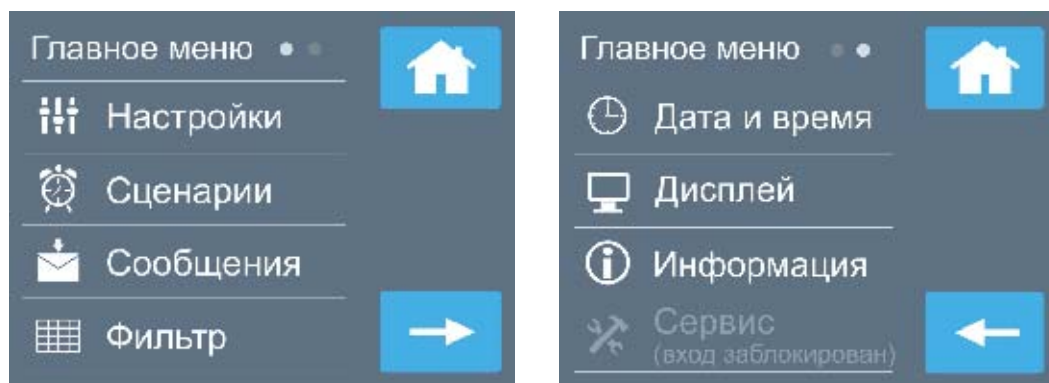 Главное меню
Настройки
Сценарии
Сообщения
Фильтр
Главное меню
Дата и время
Дисплей
Информация
Сервис
(вход заблокирован)